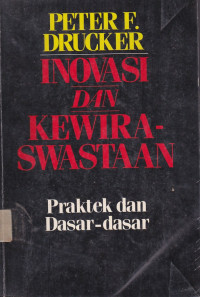 PETER F.
DRUCKER
INOVASI
DAN
KEWIRA-
SWASTAAN
Praktek dan
Dasar-dasar